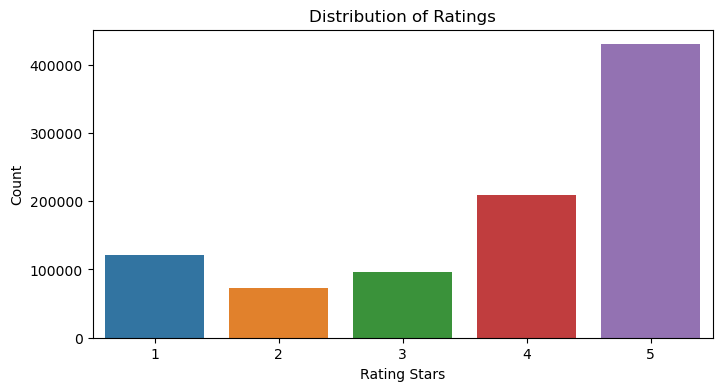 Distribution of Ratings
Count
400000
300000
200000
100000
0
1 2 3 4 5
Rating Stars